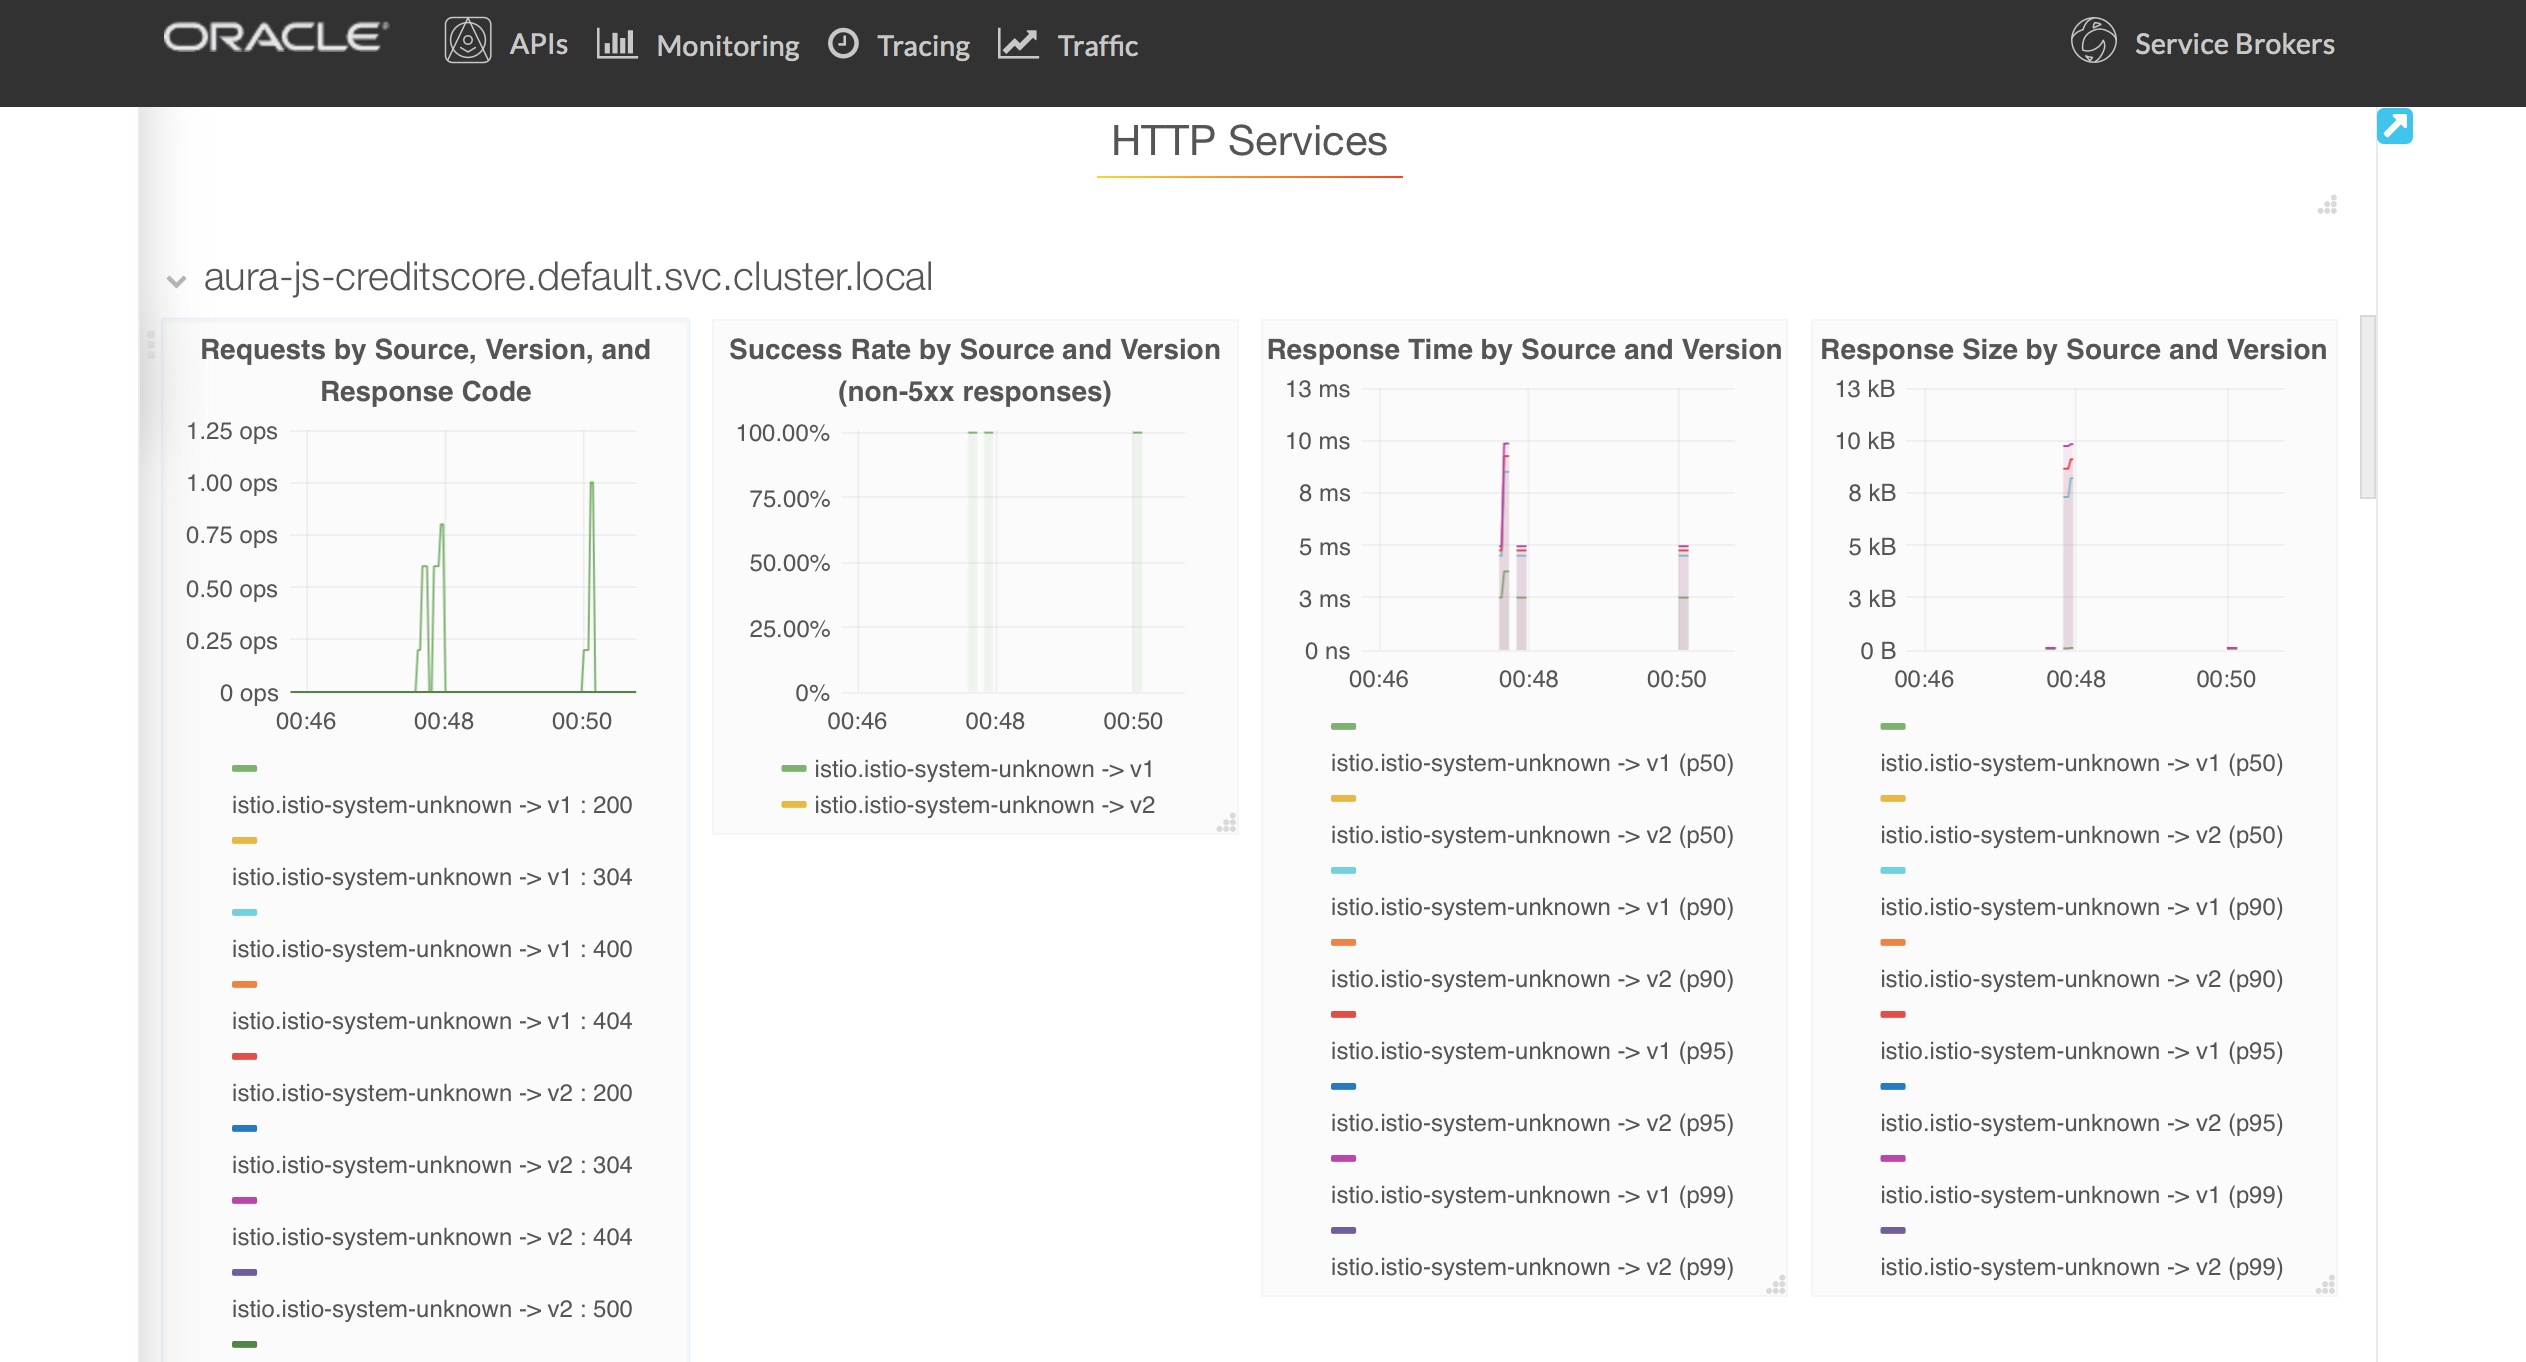 ORACLE
APIs
Monitoring
Tracing
Traffic
Service Brokers
HTTP Services
aura-js-creditscore.default.svc.cluster.local
Requests by Source, Version, and
Response Code
1.25 ops
1.00 ops
0.75 ops
0.50 ops
0.25 ops
0 ops
00:46
00:48
00:50
istio.istio-system-unknown -> v1 : 200
istio.istio-system-unknown -> v1 : 304
istio.istio-system-unknown -> v1 : 400
istio.istio-system-unknown -> v1 : 404
istio.istio-system-unknown -> v2 : 200
istio.istio-system-unknown -> v2 : 304
istio.istio-system-unknown -> v2 : 404
istio.istio-system-unknown -> v2 : 500
Success Rate by Source and Version
(non-5xx responses)
100.00%
75.00%
50.00%
25.00%
0%
00:46
00:48
00:50
istio.istio-system-unknown -> v1
istio.istio-system-unknown -> v2
Response Time by Source and Version
13 ms
10 ms
8 ms
5 ms
3 ms
0 ns
00:46
00:48
00:50
istio.istio-system-unknown -> v1 (p50)
istio.istio-system-unknown -> v2 (p50)
istio.istio-system-unknown -> v1 (p90)
istio.istio-system-unknown -> v2 (p90)
istio.istio-system-unknown -> v1 (p95)
istio.istio-system-unknown -> v2 (p95)
istio.istio-system-unknown -> v1 (p99)
istio.istio-system-unknown -> v2 (p99)
Response Size by Source and Version
13 kB
10 kB
8 kB
5 kB
3 kB
0 B
00:46
00:48
00:50
istio.istio-system-unknown -> v1 (p50)
istio.istio-system-unknown -> v2 (p50)
istio.istio-system-unknown -> v1 (p90)
istio.istio-system-unknown -> v2 (p90)
istio.istio-system-unknown -> v1 (p95)
istio.istio-system-unknown -> v2 (p95)
istio.istio-system-unknown -> v1 (p99)
istio.istio-system-unknown -> v2 (p99)